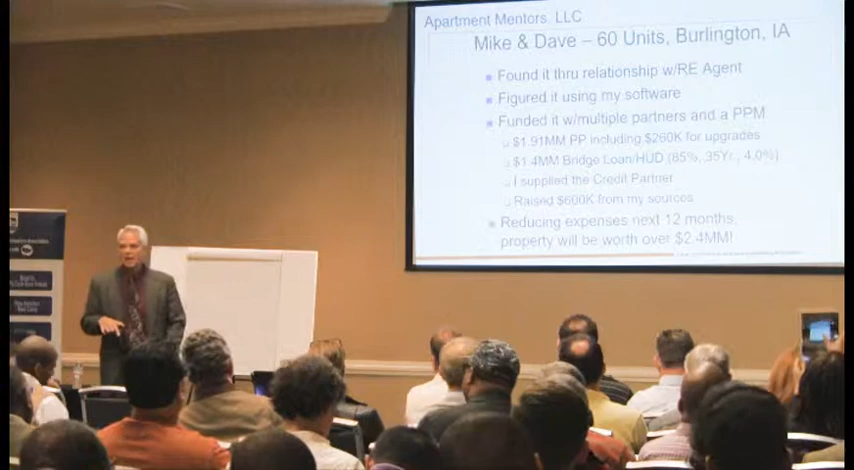 Apartment Mentors, LLC
Mike & Dave – 60 Units, Burlington, IA
Found it thru relationship w/RE Agent
Figured it using my software
Funded it w/multiple partners and a PPM
$1.91MM PP including $260K for upgrades
$1.4MM Bridge Loan/HUD (85%, 35Yr., 4.0%)
I supplied the Credit Partner
Raised $600K from my sources
Reducing expenses next 12 months,
property will be worth over $2.4MM!